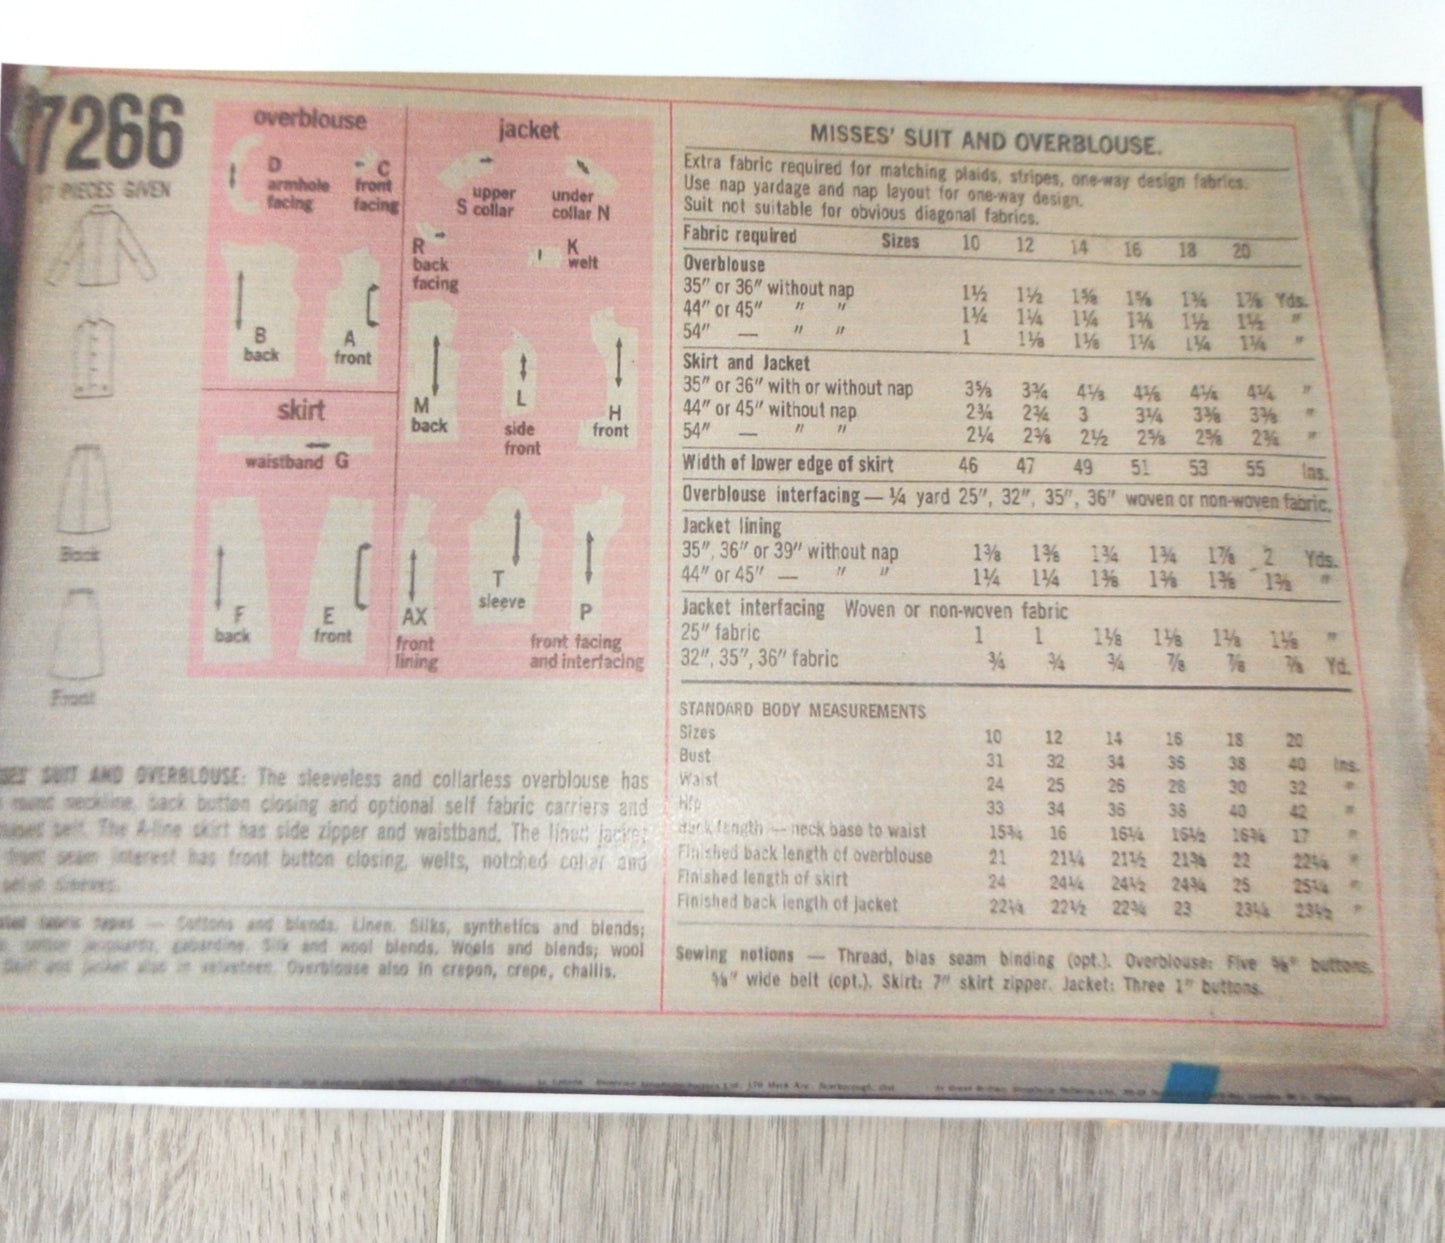 7266
PIECES GIVEN
Back
Front
overblouse
D
armhole
facing
C
front
facing
B
back
A
front
skirt
waistband G
F
back
E
front
jacket
upper
S collar
under
collar N
R
back
facing
K
welt
M
back
L
side
front
H
front
AX
front
lining
T
sleeve
P
front facing
and interfacing
SUIT AND OVERBLOUSE: The sleeveless and collarless overblouse has
round neckline, back button closing and optional self fabric carriers and
belt. The A-line skirt has side zipper and waistband. The lined jacket
front seam interest has front button closing, welts, notched collar and
sleeves.
fabric types — Cottons and blends. Linen. Silks, synthetics and blends;
gabardine. Silk and wool blends. Wools and blends; wool
Skirt and jacket also in velveteen. Overblouse also in crepon, crepe, challis.
MISSES' SUIT AND OVERBLOUSE.
Extra fabric required for matching plaids, stripes, one-way design fabrics.
Use nap yardage and nap layout for one-way design.
Suit not suitable for obvious diagonal fabrics.
Fabric required Sizes 10 12 14 16 18 20
Overblouse
35" or 36" without nap 1½ 1½ 1⅝ 1⅝ 1¾ 1⅞ Yds.
44" or 45" " " 1¼ 1¼ 1¼ 1⅜ 1½ 1½ "
54" — " " 1 1⅛ 1⅛ 1¼ 1¼ 1¼ "
Skirt and Jacket
35" or 36" with or without nap 3⅝ 3¾ 4⅛ 4⅛ 4¼ 4¼ "
44" or 45" without nap 2¾ 2¾ 3 3¼ 3⅜ 3⅜ "
54" — " " 2¼ 2⅜ 2½ 2⅝ 2⅝ 2¾ "
Width of lower edge of skirt 46 47 49 51 53 55 Ins.
Overblouse interfacing — ¼ yard 25", 32", 35", 36" woven or non-woven fabric.
Jacket lining
35", 36" or 39" without nap 1⅜ 1⅜ 1¾ 1¾ 1⅞ 2 Yds.
44" or 45" — " " 1¼ 1¼ 1⅜ 1⅜ 1⅜ 1⅜ "
Jacket interfacing Woven or non-woven fabric
25" fabric 1 1 1⅛ 1⅛ 1⅛ 1⅛ "
32", 35", 36" fabric ¾ ¾ ¾ ⅞ ⅞ ⅞ Yd.
STANDARD BODY MEASUREMENTS
Sizes 10 12 14 16 18 20
Bust 31 32 34 36 38 40 Ins.
Waist 24 25 26 28 30 32 "
Hip 33 34 36 38 40 42 "
Back length — neck base to waist 15¾ 16 16¼ 16½ 16¾ 17 "
Finished back length of overblouse 21 21¼ 21½ 21¾ 22 22¼ "
Finished length of skirt 24 24¼ 24½ 24¾ 25 25¼ "
Finished back length of jacket 22¼ 22½ 22¾ 23 23¼ 23½ "
Sewing notions — Thread, bias seam binding (opt.). Overblouse: Five ⅝" buttons,
⅝" wide belt (opt.). Skirt: 7" skirt zipper. Jacket: Three 1" buttons.